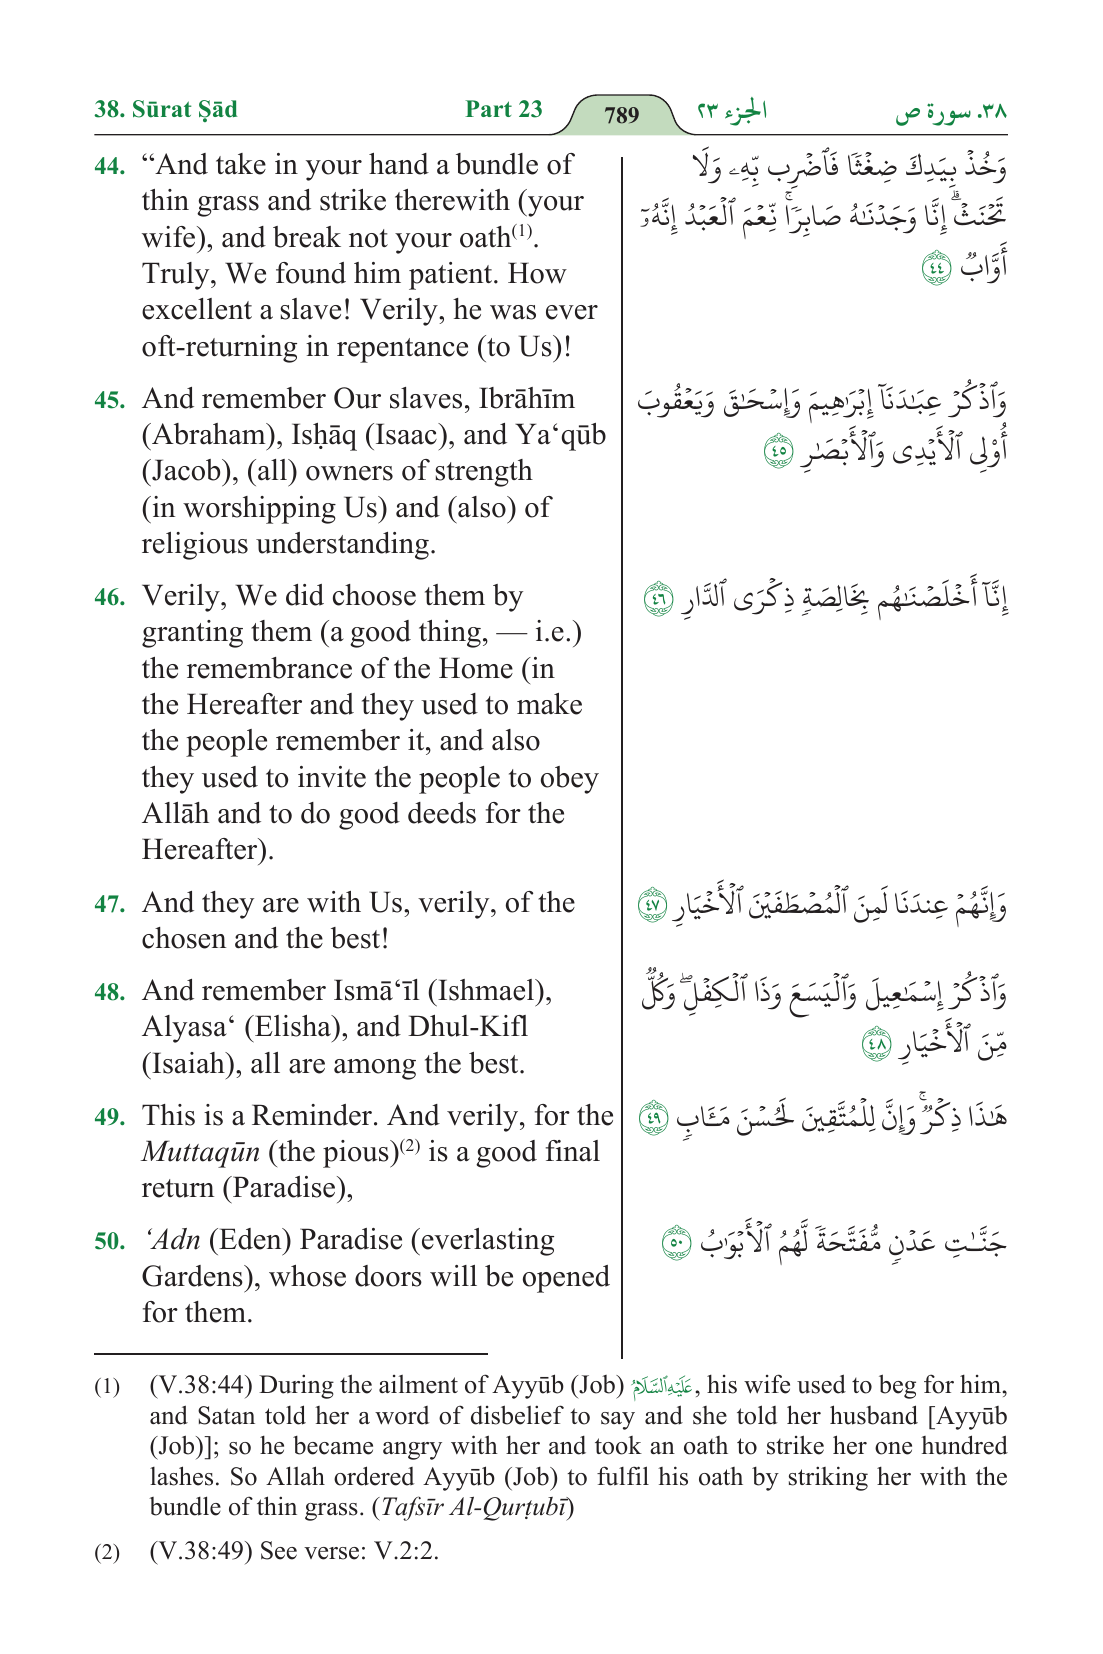 38. Sūrat Ṣād Part 23 789 الجزء ٢٣ ٣٨. سورة ص
44. “And take in your hand a bundle of
thin grass and strike therewith (your
wife), and break not your oath(1).
Truly, We found him patient. How
excellent a slave! Verily, he was ever
oft-returning in repentance (to Us)!
وَخُذْ بِيَدِكَ ضِغْثًا فَٱضْرِب بِّهِۦ وَلَا
تَحْنَثْ ۗ إِنَّا وَجَدْنَـٰهُ صَابِرًا ۚ نِّعْمَ ٱلْعَبْدُ إِنَّهُۥٓ
أَوَّابٌ ٤٤
45. And remember Our slaves, Ibrāhīm
(Abraham), Isḥāq (Isaac), and Ya‘qūb
(Jacob), (all) owners of strength
(in worshipping Us) and (also) of
religious understanding.
وَٱذْكُرْ عِبَـٰدَنَآ إِبْرَٰهِيمَ وَإِسْحَـٰقَ وَيَعْقُوبَ
أُوْلِى ٱلْأَيْدِى وَٱلْأَبْصَـٰرِ ٤٥
46. Verily, We did choose them by
granting them (a good thing, — i.e.)
the remembrance of the Home (in
the Hereafter and they used to make
the people remember it, and also
they used to invite the people to obey
Allāh and to do good deeds for the
Hereafter).
إِنَّآ أَخْلَصْنَـٰهُم بِخَالِصَةٍ ذِكْرَى ٱلدَّارِ ٤٦
47. And they are with Us, verily, of the
chosen and the best!
وَإِنَّهُمْ عِندَنَا لَمِنَ ٱلْمُصْطَفَيْنَ ٱلْأَخْيَارِ ٤٧
48. And remember Ismā‘īl (Ishmael),
Alyasa‘ (Elisha), and Dhul-Kifl
(Isaiah), all are among the best.
وَٱذْكُرْ إِسْمَـٰعِيلَ وَٱلْيَسَعَ وَذَا ٱلْكِفْلِ ۖ وَكُلٌّ
مِّنَ ٱلْأَخْيَارِ ٤٨
49. This is a Reminder. And verily, for the
Muttaqūn (the pious)(2) is a good final
return (Paradise),
هَـٰذَا ذِكْرٌ ۚ وَإِنَّ لِلْمُتَّقِينَ لَحُسْنَ مَـَٔابٍ ٤٩
50. ‘Adn (Eden) Paradise (everlasting
Gardens), whose doors will be opened
for them.
جَنَّـٰتِ عَدْنٍ مُّفَتَّحَةً لَّهُمُ ٱلْأَبْوَٰبُ ٥٠
(1) (V.38:44) During the ailment of Ayyūb (Job) عَلَيْهِ ٱلسَّلَامُ, his wife used to beg for him,
and Satan told her a word of disbelief to say and she told her husband [Ayyūb
(Job)]; so he became angry with her and took an oath to strike her one hundred
lashes. So Allah ordered Ayyūb (Job) to fulfil his oath by striking her with the
bundle of thin grass. (Tafsīr Al-Qurṭubī)
(2) (V.38:49) See verse: V.2:2.